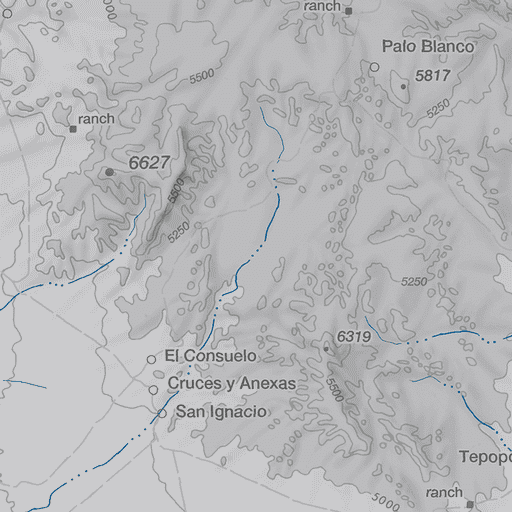 ranch
Palo Blanco
5500
5817
5250
ranch
6627
5500
5250
5250
6319
El Consuelo
Cruces y Anexas
5500
San Ignacio
Tepopo
ranch
5000